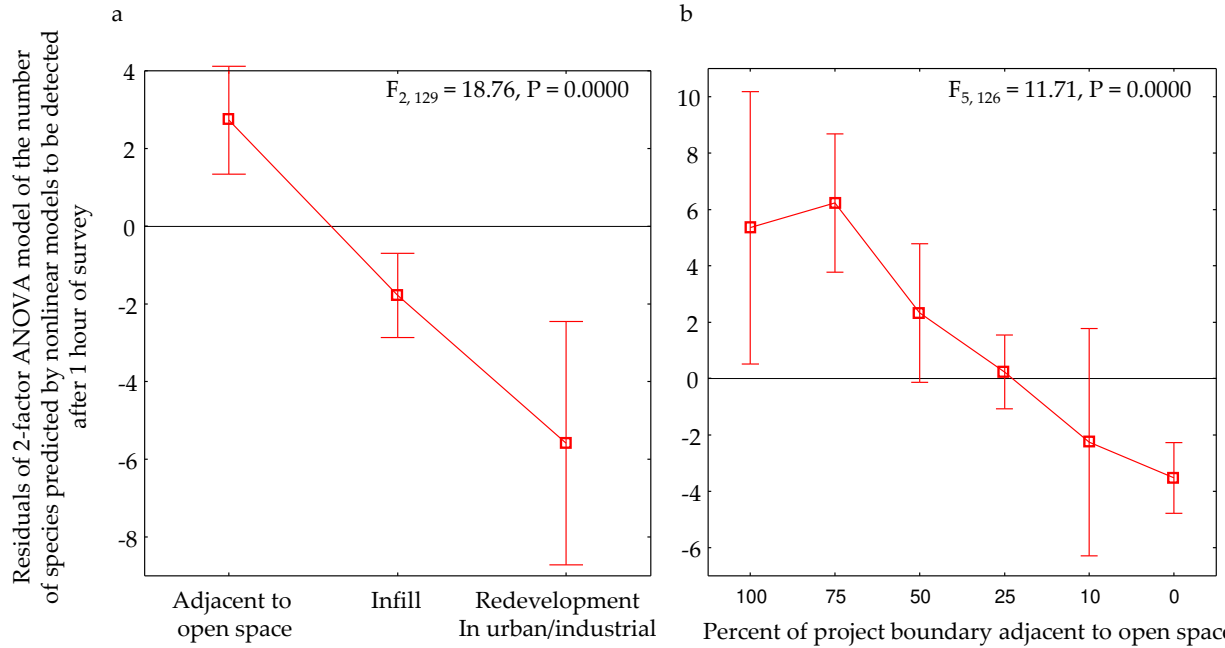 a
b
Residuals of 2-factor ANOVA model of the number
of species predicted by nonlinear models to be detected
after 1 hour of survey
4
2
0
-2
-4
-6
-8
F2, 129 = 18.76, P = 0.0000
Adjacent to
open space
Infill
Redevelopment
In urban/industrial
10
8
6
4
2
0
-2
-4
-6
F5, 126 = 11.71, P = 0.0000
100 75 50 25 10 0
Percent of project boundary adjacent to open space